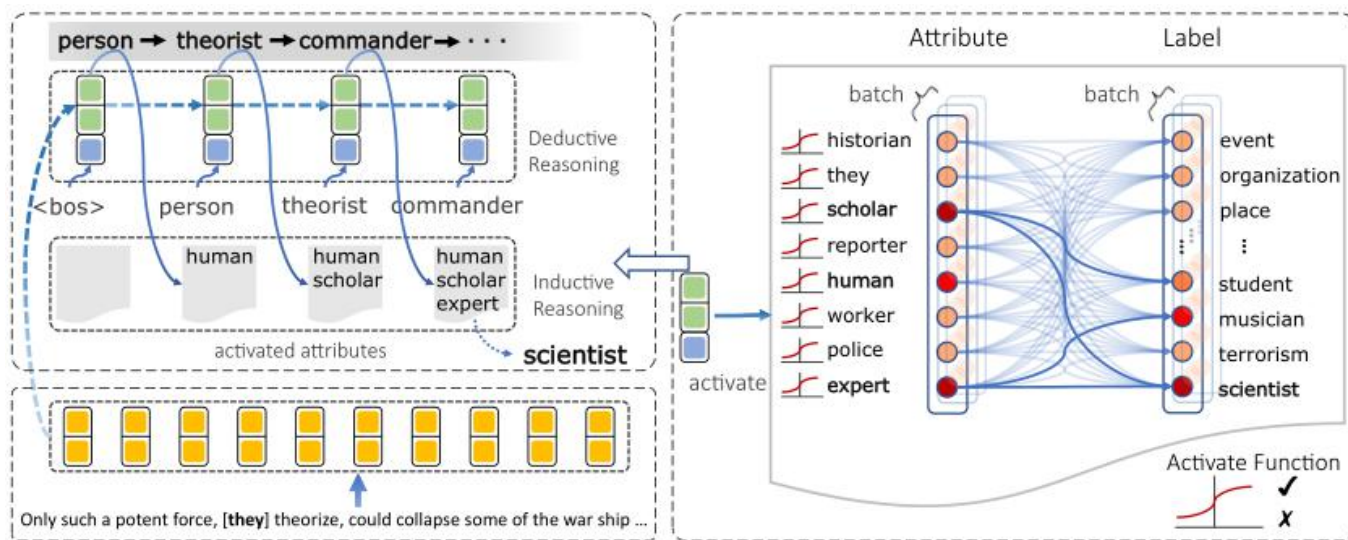 person → theorist → commander → · · ·
Deductive
Reasoning
<bos> person theorist commander
human
human
scholar
human
scholar
expert
Inductive
Reasoning
activated attributes
scientist
Only such a potent force, [they] theorize, could collapse some of the war ship ...
activate
Attribute
Label
batch
batch
historian
they
scholar
reporter
human
worker
police
expert
event
organization
place
...
student
musician
terrorism
scientist
Activate Function
✓
✗